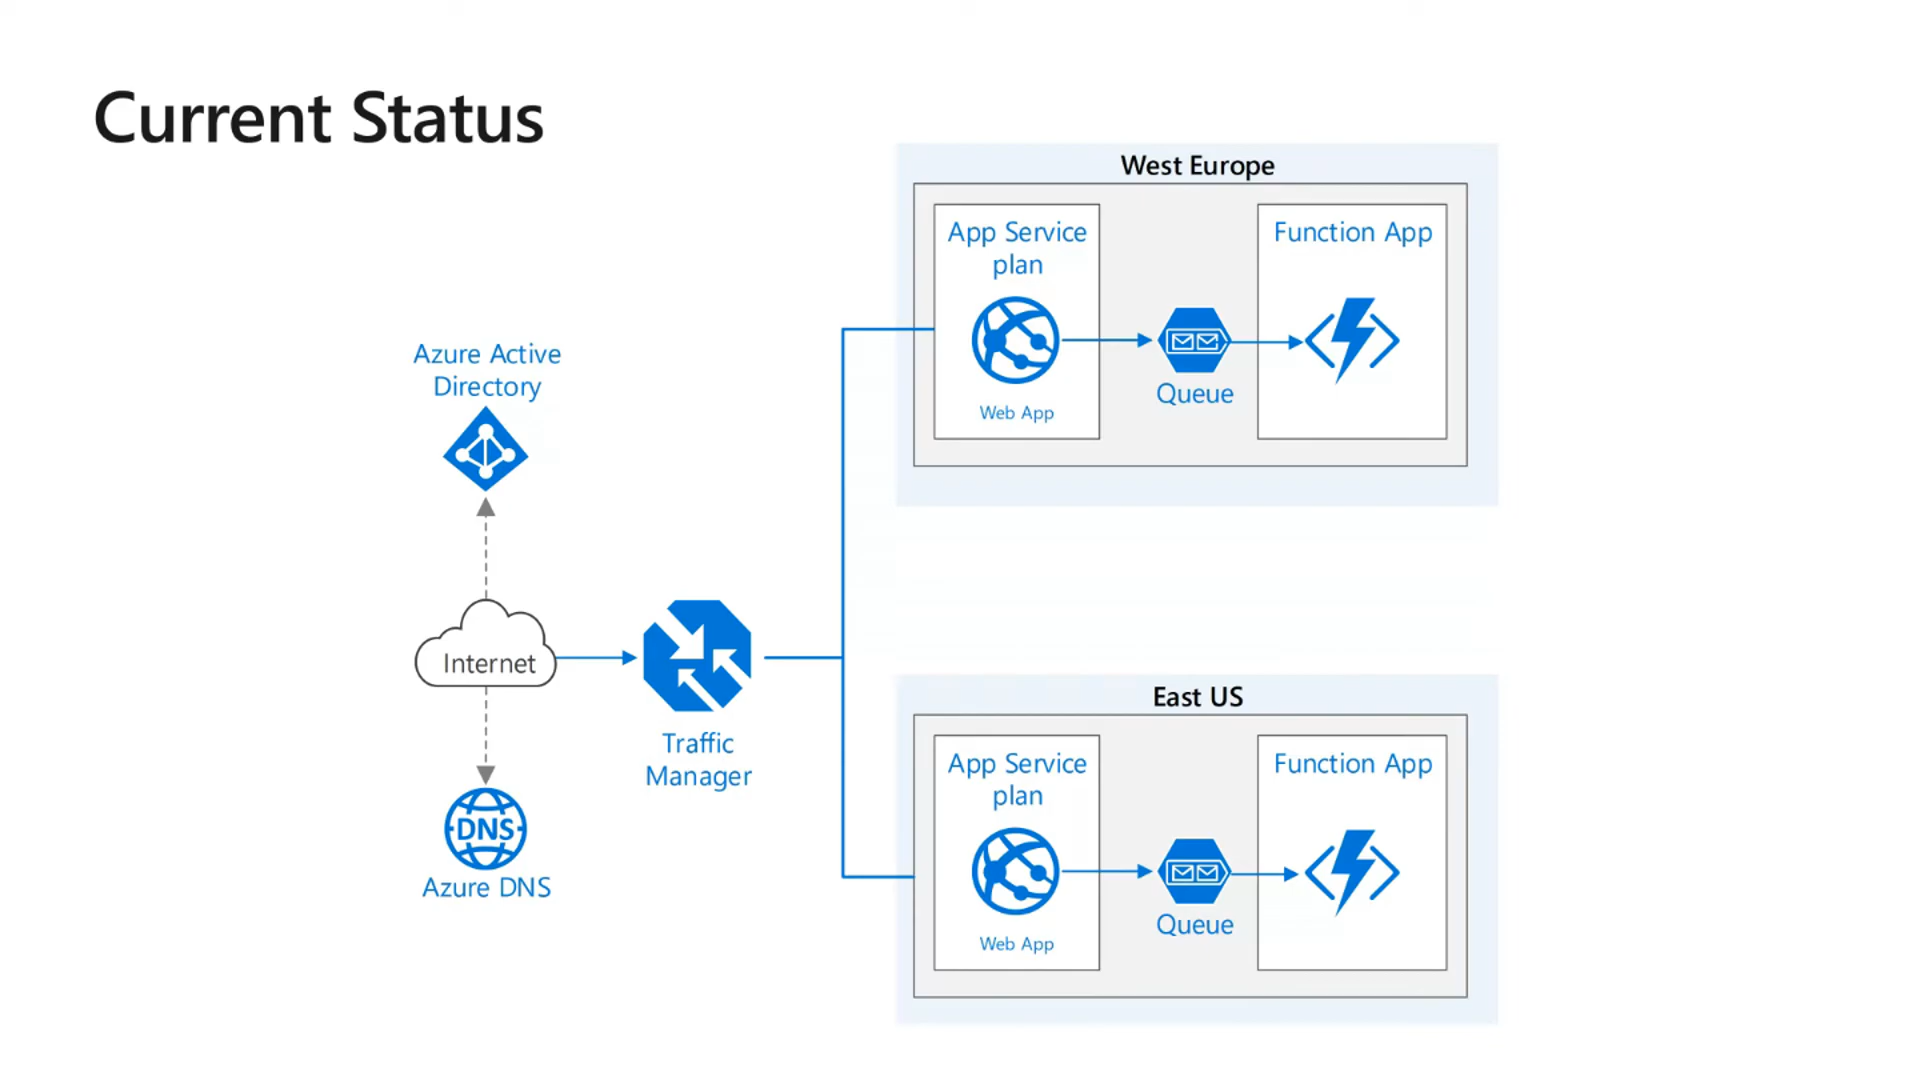 Current Status
West Europe
App Service
plan
Web App
Queue
Function App
Azure Active
Directory
Internet
Traffic
Manager
DNS
Azure DNS
East US
App Service
plan
Web App
Queue
Function App